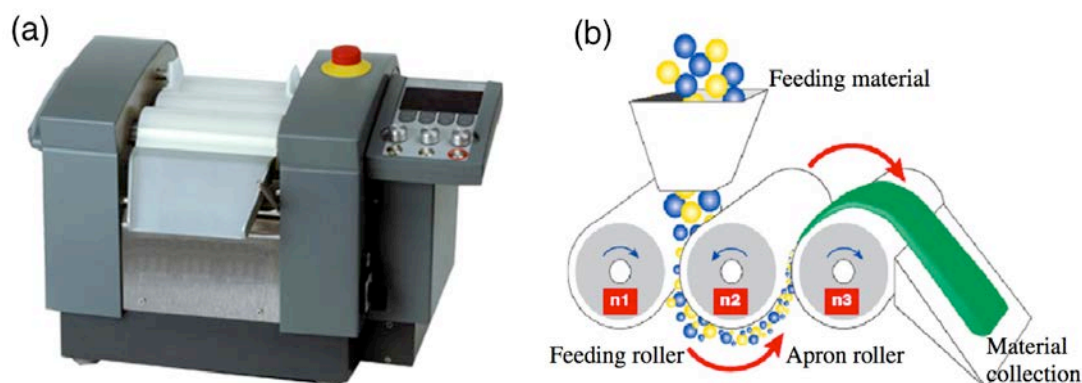 (a)
(b)
Feeding material
n1
n2
n3
Feeding roller
Apron roller
Material
collection